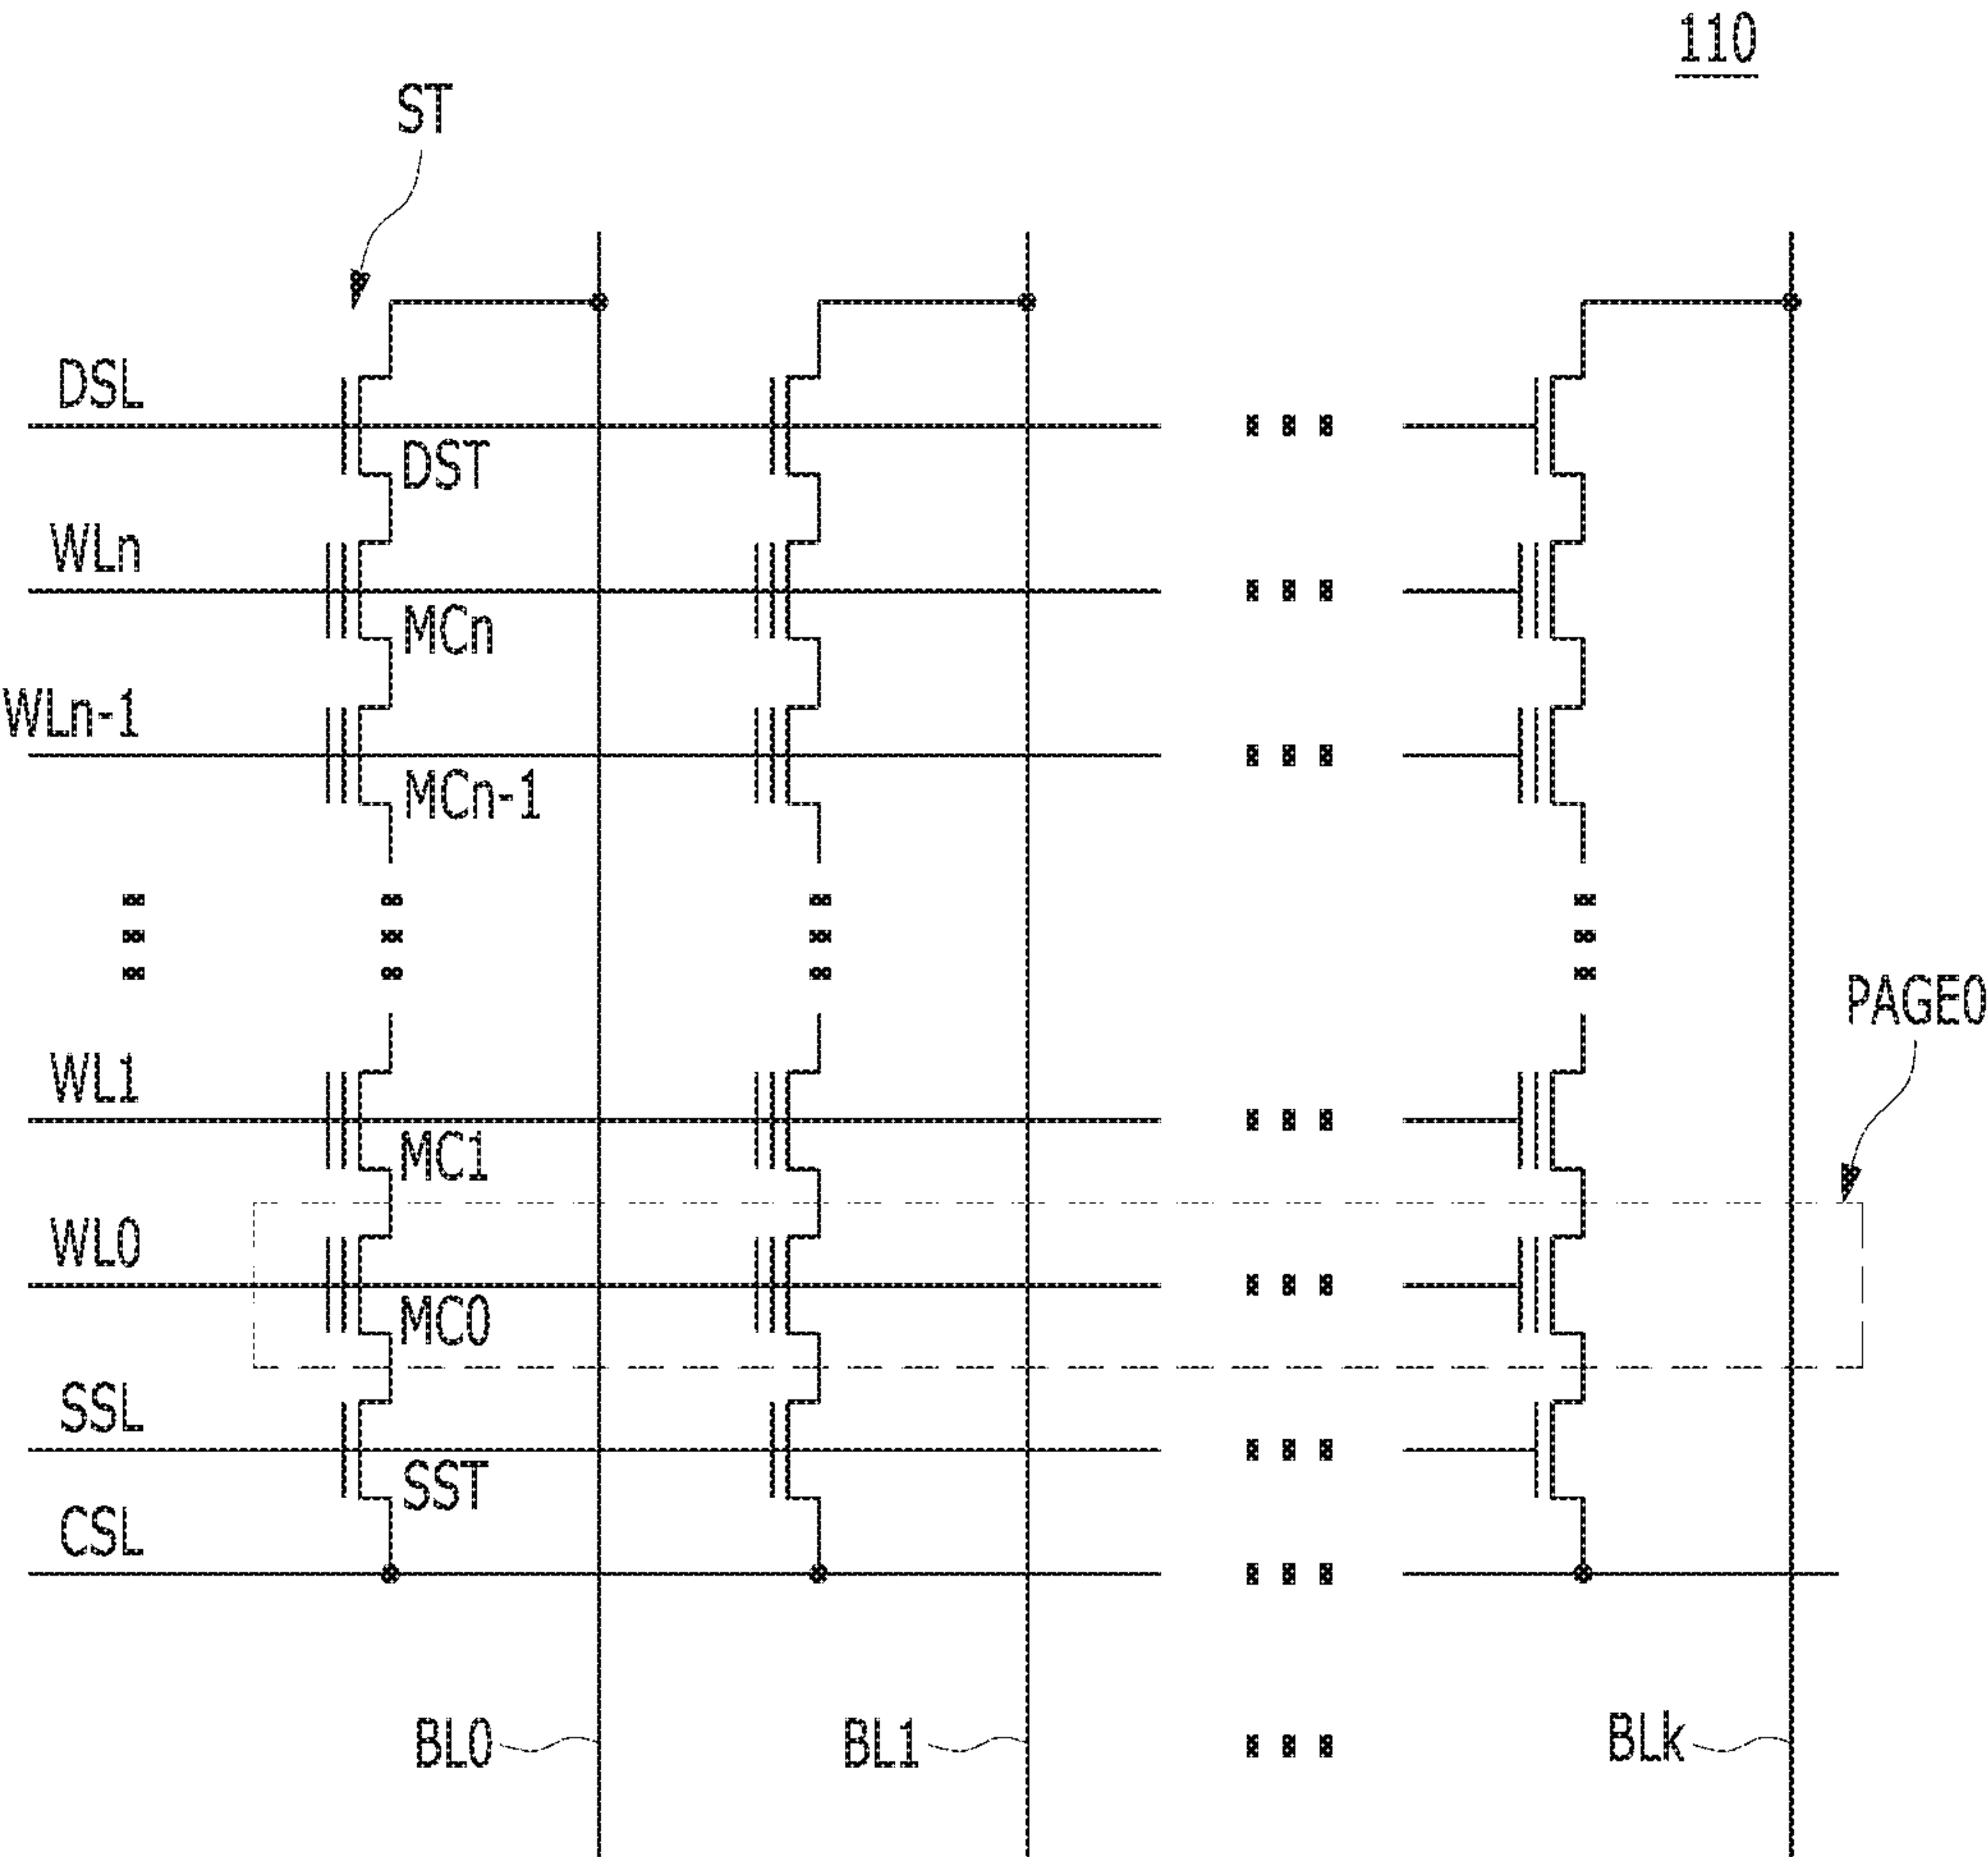 110
ST
DSL
DST
WLn
MCn
WLn-1
MCn-1
PAGE0
WL1
MC1
WL0
MC0
SSL
SST
CSL
BL0
BL1
BLk